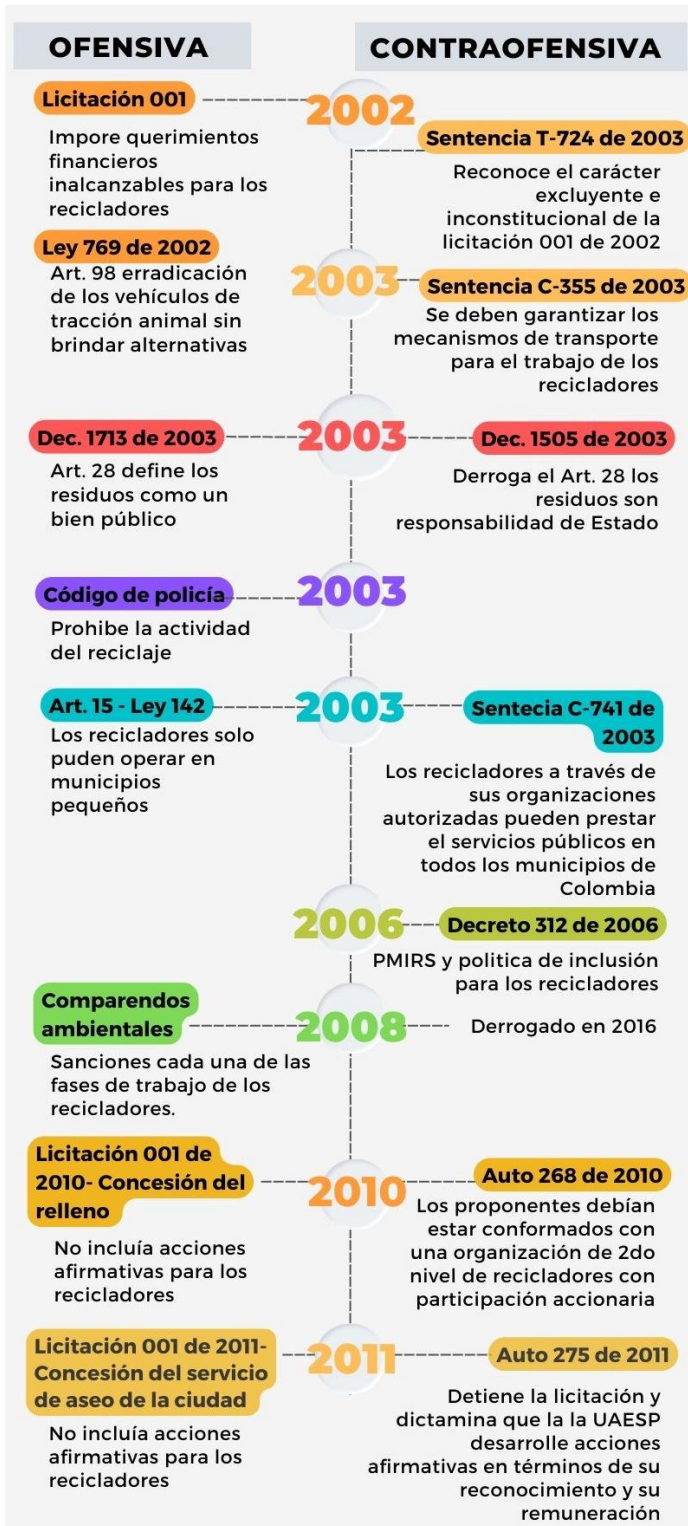 OFENSIVA
CONTRAOFENSIVA
Licitación 001
2002
Impore querimientos
financieros
inalcanzables para los
recicladores
Sentencia T-724 de 2003
Reconoce el carácter
excluyente e
inconstitucional de la
licitación 001 de 2002
Ley 769 de 2002
Art. 98 erradicación
de los vehículos de
tracción animal sin
brindar alternativas
2003
Sentencia C-355 de 2003
Se deben garantizar los
mecanismos de transporte
para el trabajo de los
recicladores
Dec. 1713 de 2003
Art. 28 define los
residuos como un
bien público
2003
Dec. 1505 de 2003
Derroga el Art. 28 los
residuos son
responsabilidad de Estado
Código de policía
Prohibe la actividad
del reciclaje
2003
Art. 15 - Ley 142
Los recicladores solo
puden operar en
municipios
pequeños
2003
Sentecia C-741 de
2003
Los recicladores a través de
sus organizaciones
autorizadas pueden prestar
el servicios públicos en
todos los municipios de
Colombia
2006
Decreto 312 de 2006
PMIRS y politica de inclusión
para los recicladores
Comparendos
ambientales
Sanciones cada una de las
fases de trabajo de los
recicladores.
2008
Derrogado en 2016
Licitación 001 de
2010- Concesión del
relleno
No incluía acciones
afirmativas para los
recicladores
2010
Auto 268 de 2010
Los proponentes debían
estar conformados con
una organización de 2do
nivel de recicladores con
participación accionaria
Licitación 001 de 2011-
Concesión del servicio
de aseo de la ciudad
No incluía acciones
afirmativas para los
recicladores
2011
Auto 275 de 2011
Detiene la licitación y
dictamina que la la UAESP
desarrolle acciones
afirmativas en términos de su
reconocimiento y su
remuneración